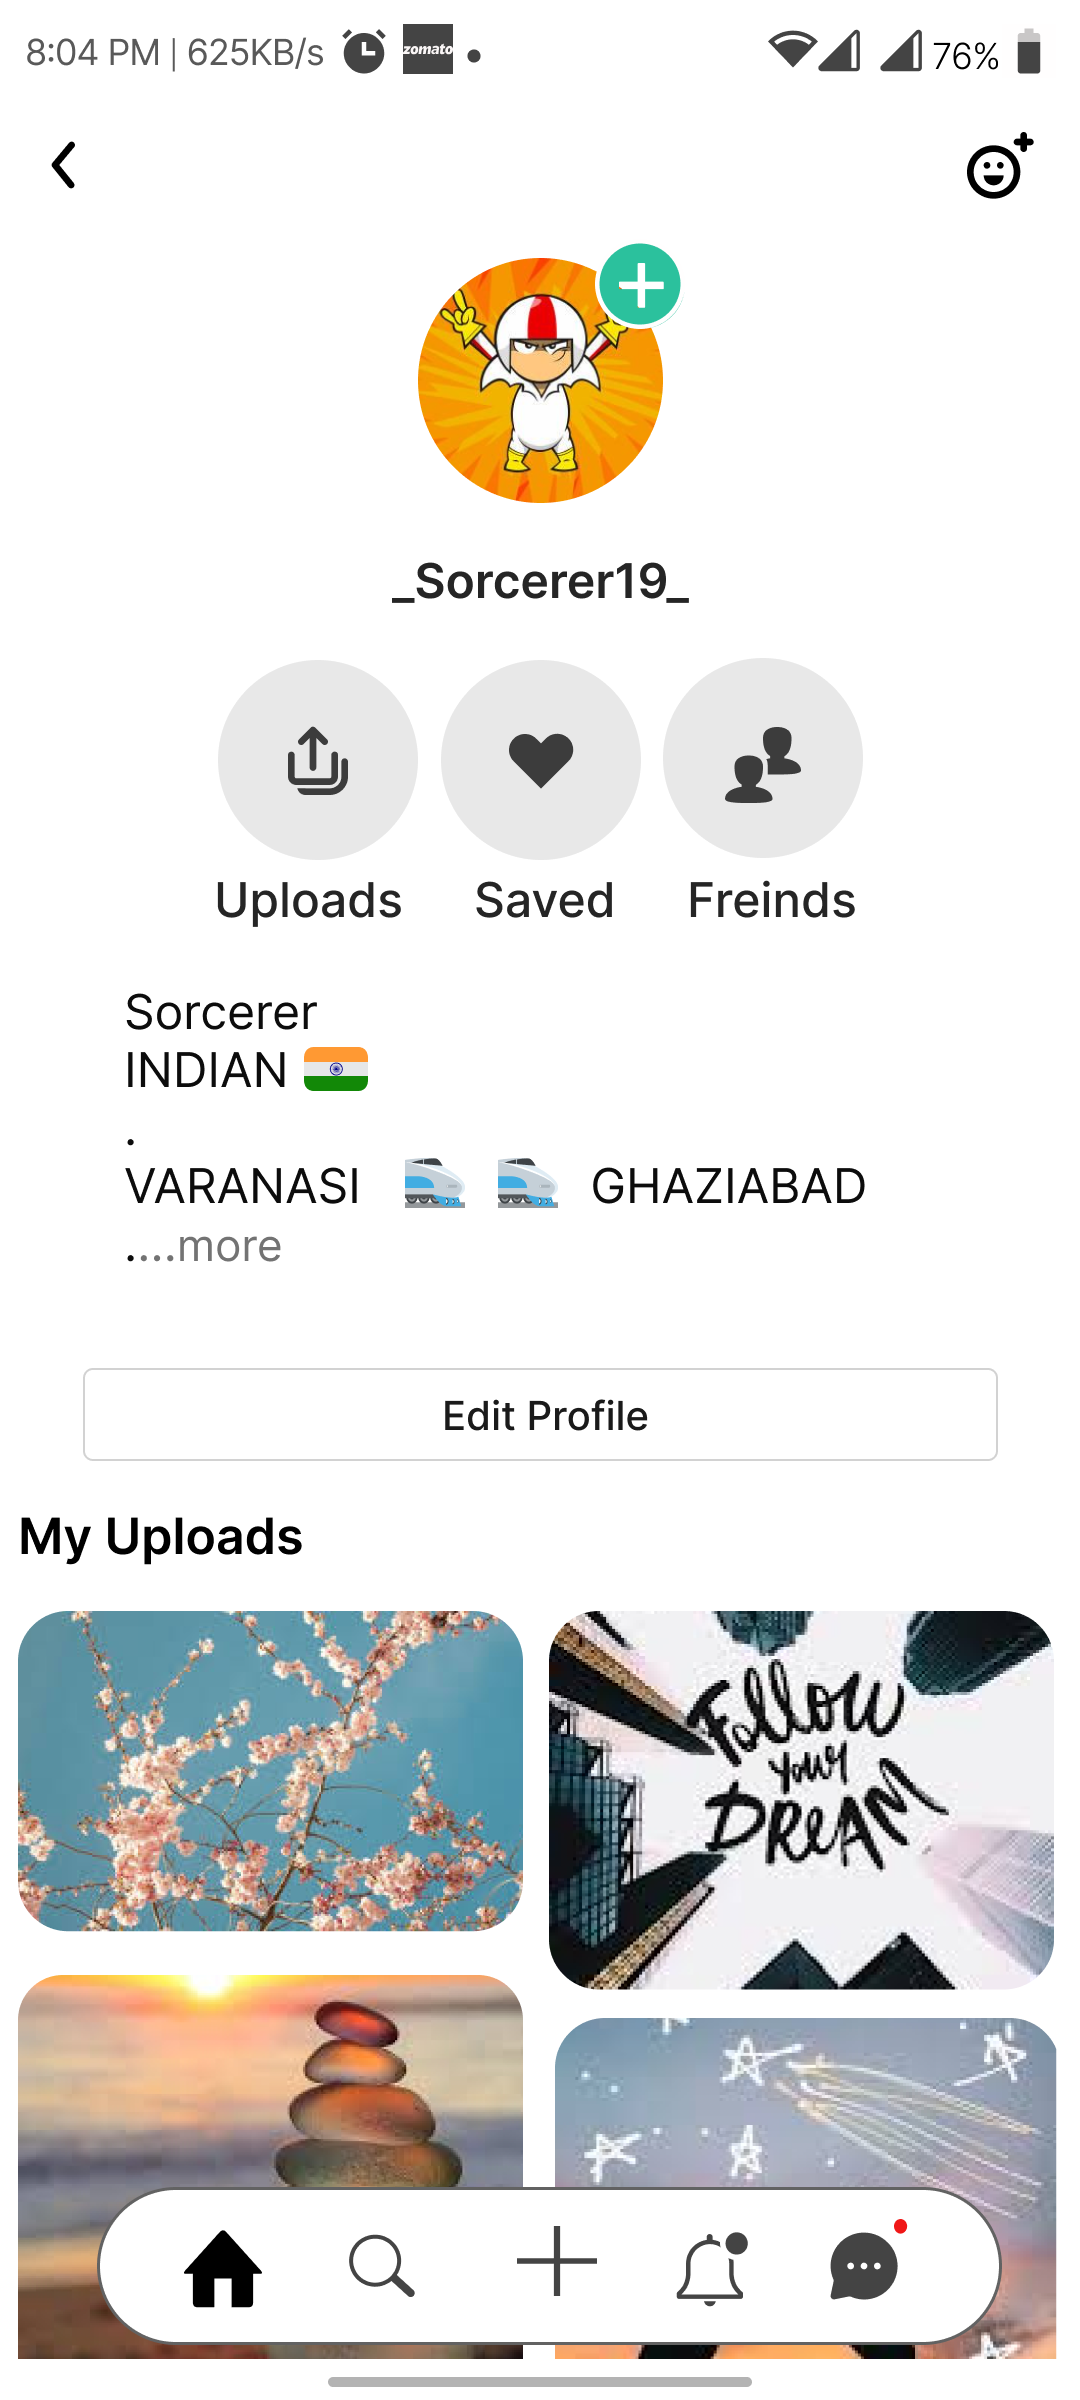 8:04 PM | 625KB/s zomato 76%
_Sorcerer19_
Uploads Saved Freinds
Sorcerer
INDIAN 🇮🇳
.
VARANASI 🚅 🚅 GHAZIABAD
....more
Edit Profile
My Uploads
Follow
your
DREAM